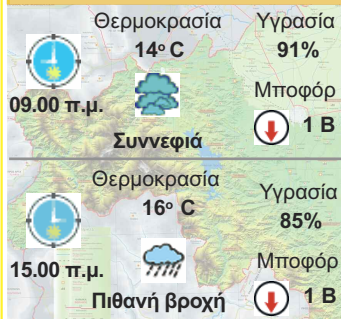 Θερμοκρασία Υγρασία
14ο C 91%
Μποφόρ
09.00 π.μ. 1 Β
Συννεφιά
Θερμοκρασία Υγρασία
16ο C 85%
Μποφόρ
15.00 π.μ. 1 Β
Πιθανή βροχή